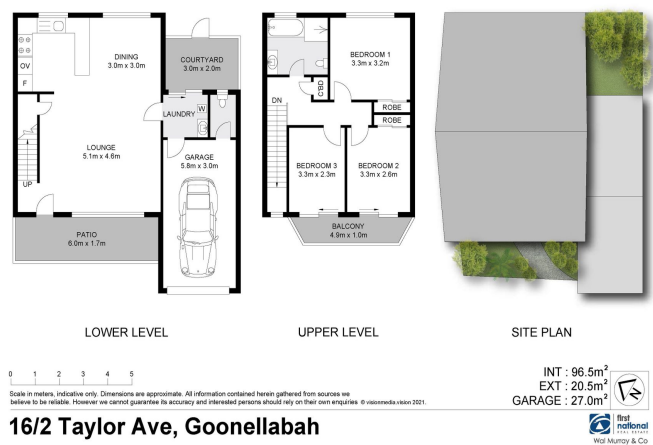 DINING
3.0m x 3.0m
OV
F
COURTYARD
3.0m x 2.0m
LAUNDRY
W
LOUNGE
5.1m x 4.6m
GARAGE
5.8m x 3.0m
UP
PATIO
6.0m x 1.7m
BEDROOM 1
3.3m x 3.2m
C'BD
DN
ROBE
ROBE
BEDROOM 3
3.3m x 2.3m
BEDROOM 2
3.3m x 2.6m
BALCONY
4.9m x 1.0m
LOWER LEVEL
UPPER LEVEL
SITE PLAN
0 1 2 3 4 5
Scale in meters, indicative only. Dimensions are approximate. All information contained herein gathered from sources we
believe to be reliable. However we cannot guarantee its accuracy and interested persons should rely on their own enquiries © visionmedia.vision 2021.
INT : 96.5m²
EXT : 20.5m²
GARAGE : 27.0m²
16/2 Taylor Ave, Goonellabah
first
national
REAL ESTATE
Wal Murray & Co